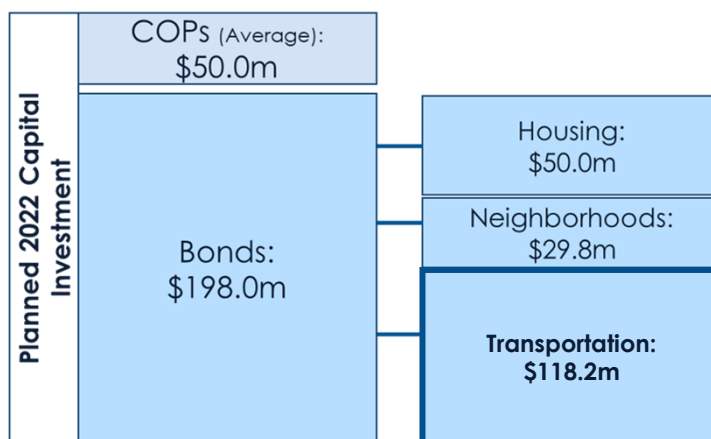 Planned 2022 Capital
Investment
COPs (Average):
$50.0m
Bonds:
$198.0m
Housing:
$50.0m
Neighborhoods:
$29.8m
Transportation:
$118.2m